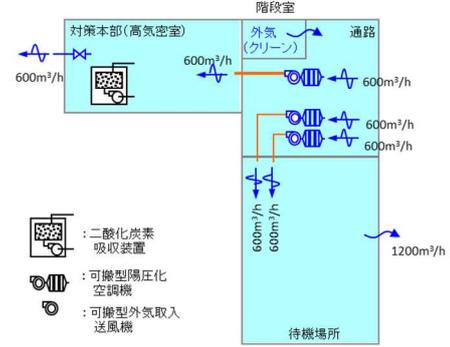 階段室
対策本部(高気密室)
外気
(クリーン)
通路
600m³/h
600m³/h
600m³/h
600m³/h
600m³/h
600m³/h
600m³/h
1200m³/h
:二酸化炭素
吸収装置
:可搬型陽圧化
空調機
:可搬型外気取入
送風機
待機場所